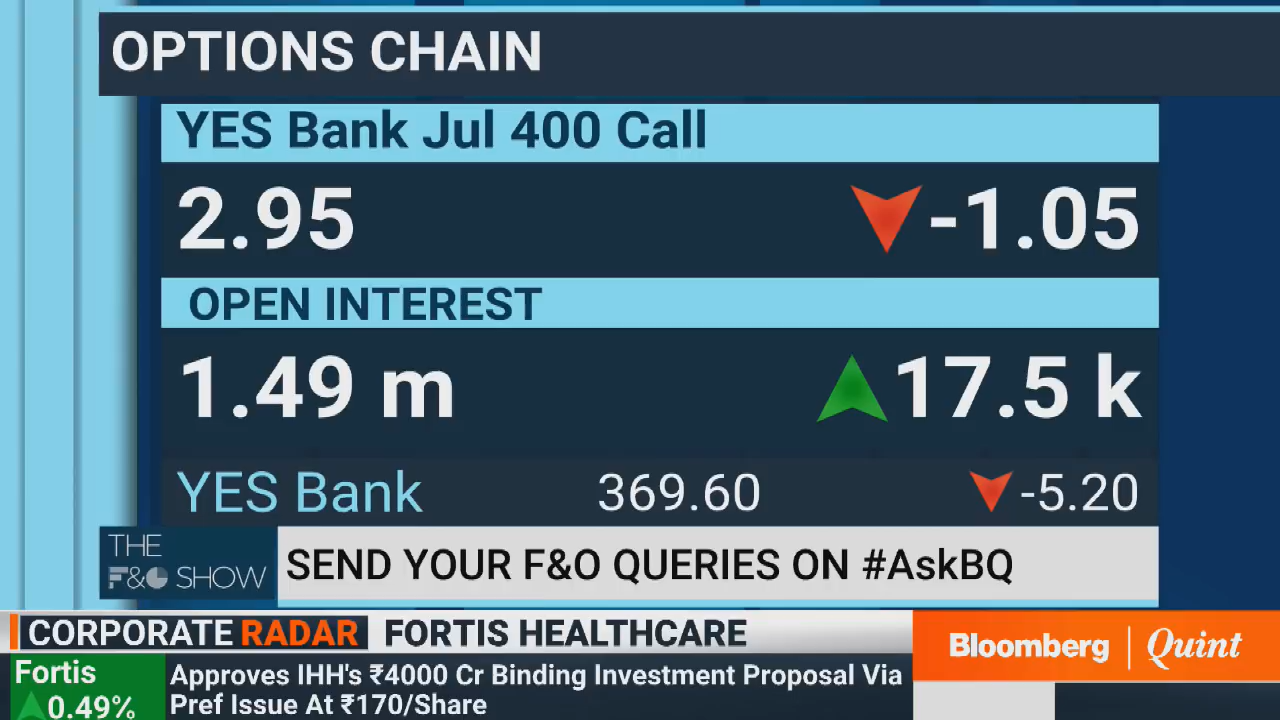 OPTIONS CHAIN
YES Bank Jul 400 Call
2.95 -1.05
OPEN INTEREST
1.49 m 17.5 k
YES Bank 369.60 -5.20
THE
F&O SHOW
SEND YOUR F&O QUERIES ON #AskBQ
CORPORATE RADAR FORTIS HEALTHCARE
Bloomberg | Quint
Fortis
0.49%
Approves IHH's ₹4000 Cr Binding Investment Proposal Via
Pref Issue At ₹170/Share